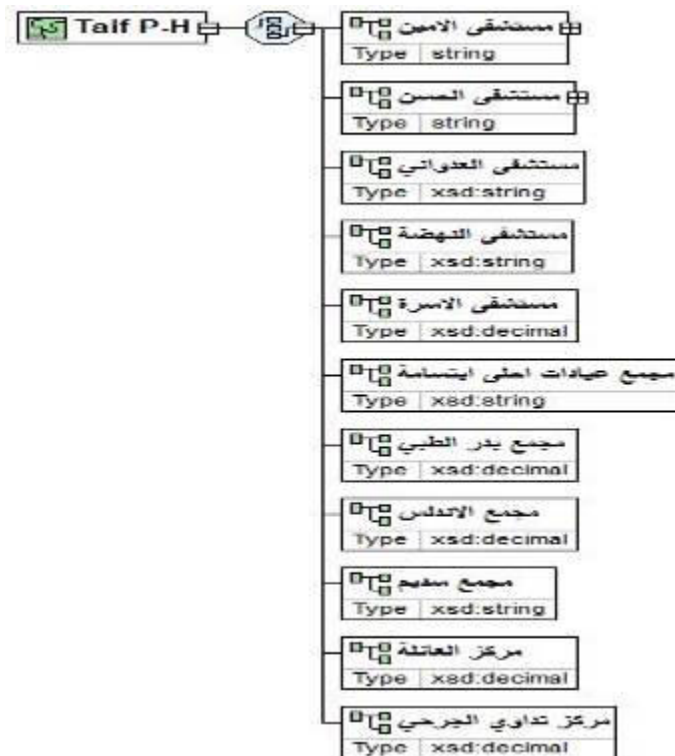 Taif P-H
مستشفى الامين
Type string
مستشفى الحسن
Type string
مستشفى العدواني
Type xsd:string
مستشفى النهضة
Type xsd:string
مستشفى الاسرة
Type xsd:decimal
مجمع عيادات احلى ابتسامة
Type xsd:string
مجمع بدر الطبي
Type xsd:decimal
مجمع الاندلس
Type xsd:decimal
مجمع سديم
Type xsd:string
مركز العائلة
Type xsd:decimal
مركز تداوي الجرحي
Type xsd:decimal